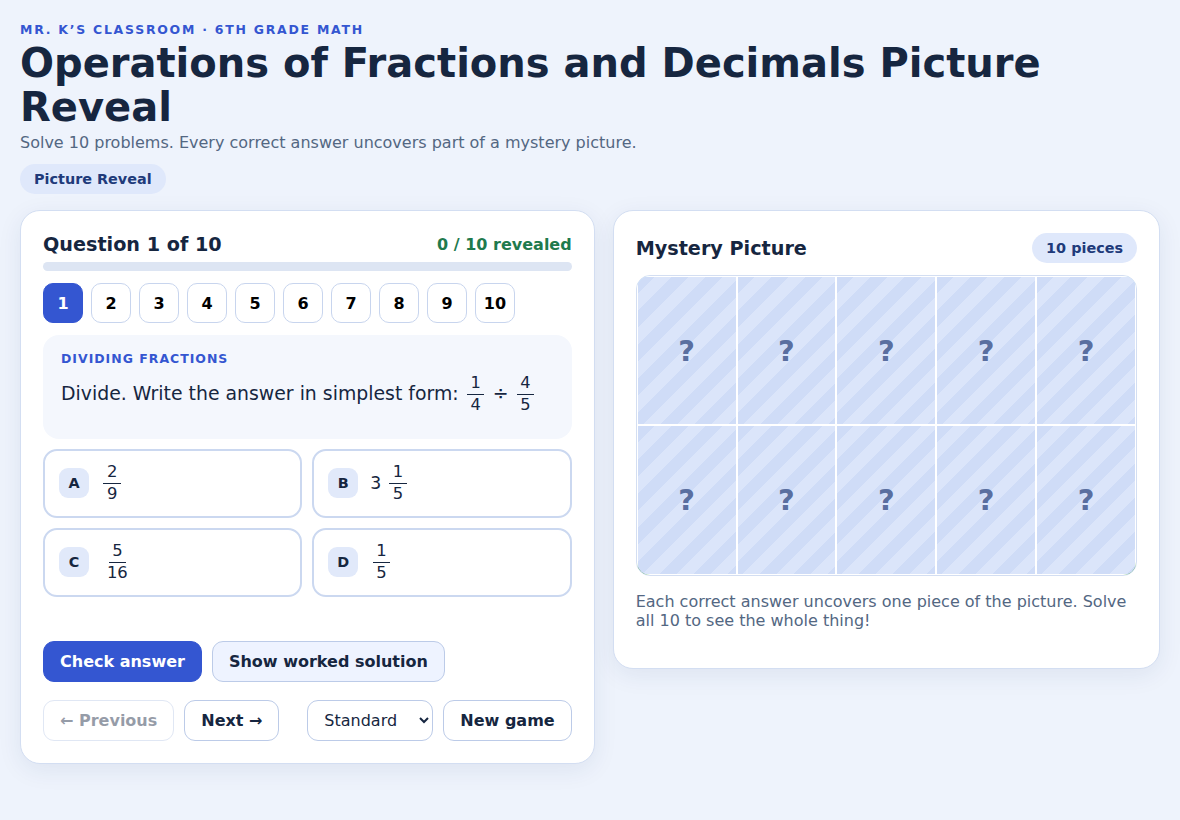 MR. K’S CLASSROOM · 6TH GRADE MATH
Operations of Fractions and Decimals Picture
Reveal
Solve 10 problems. Every correct answer uncovers part of a mystery picture.
Picture Reveal
Question 1 of 10
0 / 10 revealed
1 2 3 4 5 6 7 8 9 10
DIVIDING FRACTIONS
Divide. Write the answer in simplest form: 1/4 ÷ 4/5
A 2/9
B 3 1/5
C 5/16
D 1/5
Check answer
Show worked solution
← Previous
Next →
Standard
New game
Mystery Picture
10 pieces
? ? ? ? ?
? ? ? ? ?
Each correct answer uncovers one piece of the picture. Solve
all 10 to see the whole thing!